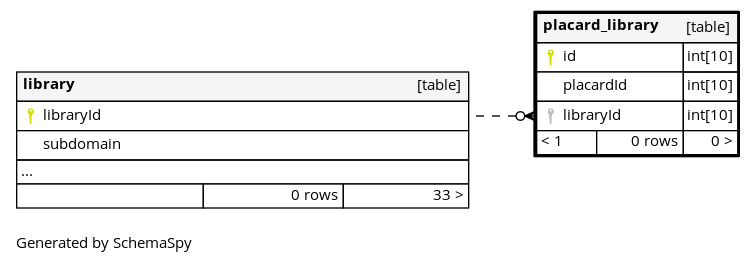 placard_library [table]
id int[10]
placardId int[10]
libraryId int[10]
< 1 0 rows 0 >
library [table]
libraryId
subdomain
...
0 rows 33 >
Generated by SchemaSpy